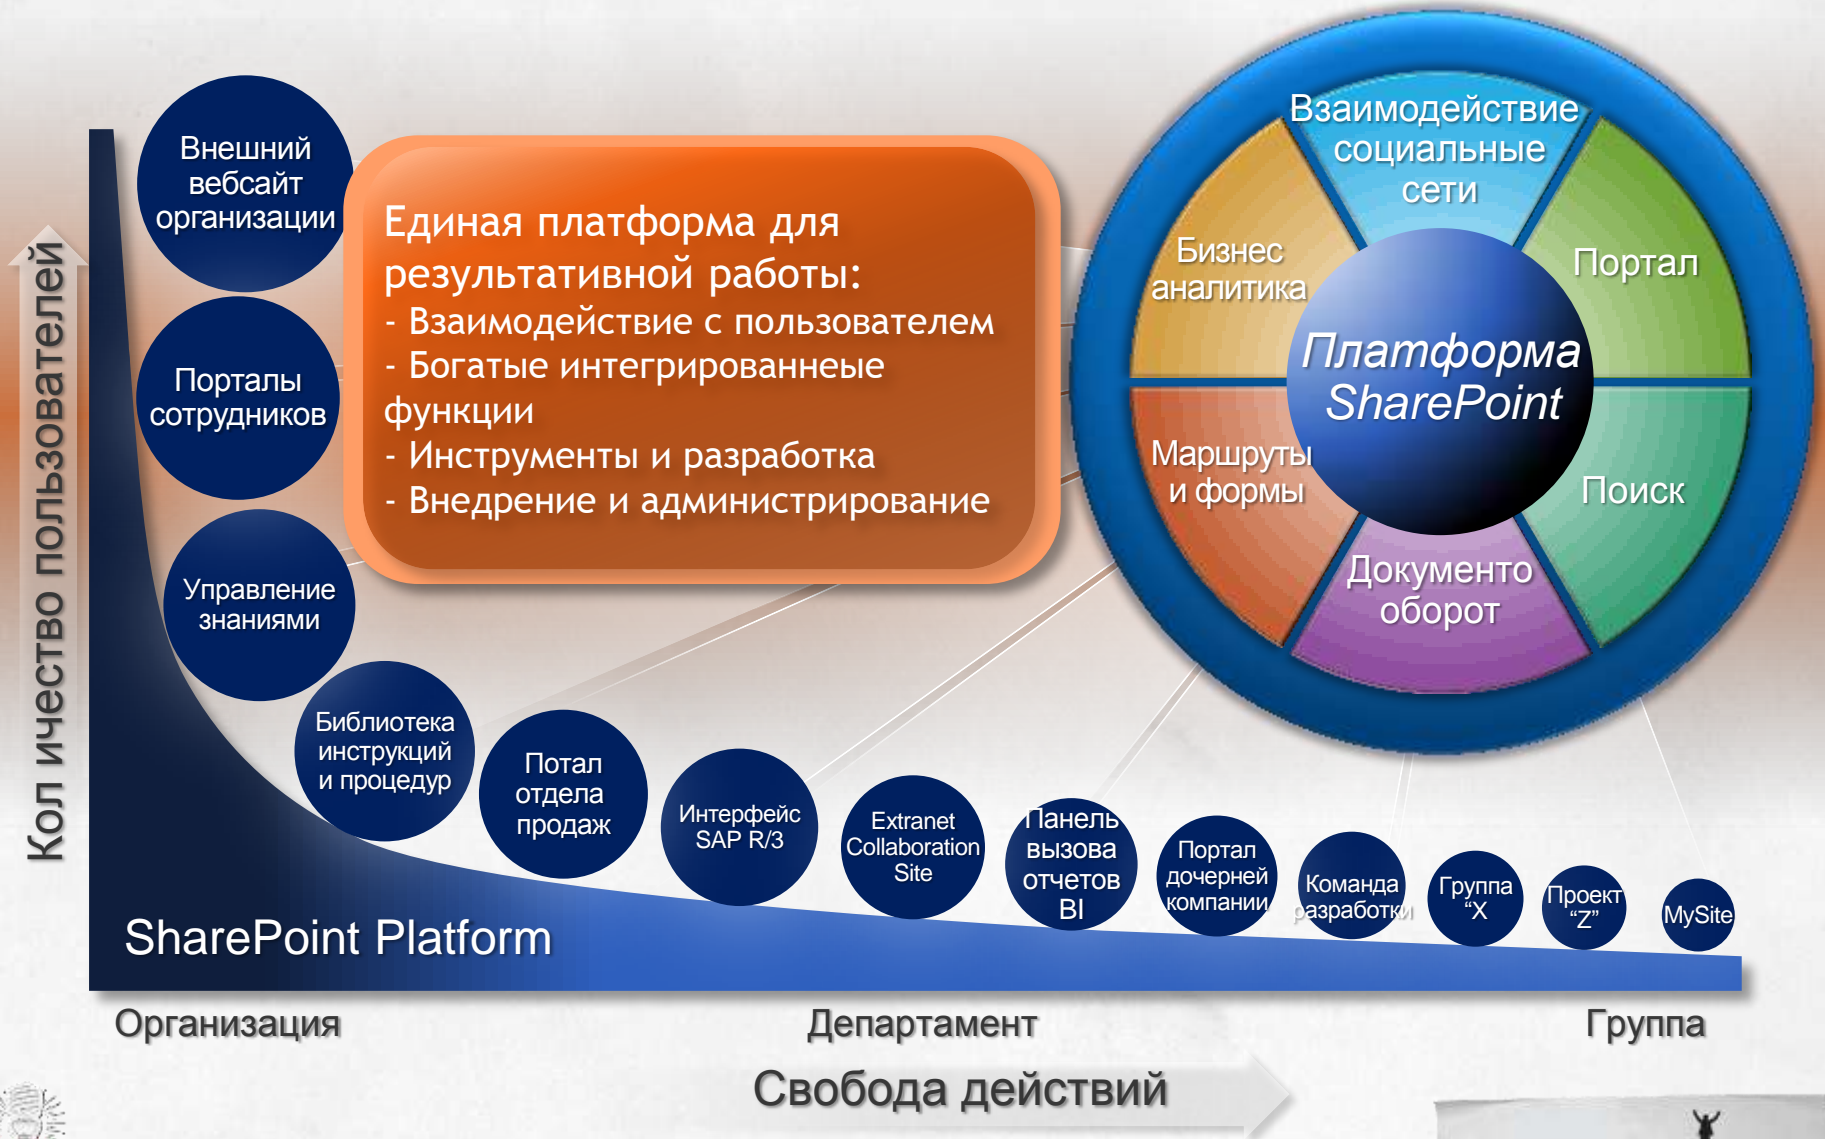 Кол ичество пользователей
Внешний
вебсайт
организации
Порталы
сотрудников
Управление
знаниями
Библиотека
инструкций
и процедур
Потал
отдела
продаж
Интерфейс
SAP R/3
Extranet
Collaboration
Site
Панель
вызова
отчетов
BI
Портал
дочерней
компании
Команда
разработки
Группа
“X
Проект
“Z”
MySite
Единая платформа для
результативной работы:
- Взаимодействие с пользователем
- Богатые интегрированнеые
функции
- Инструменты и разработка
- Внедрение и администрирование
Взаимодействие
социальные
сети
Портал
Поиск
Документо
оборот
Маршруты
и формы
Бизнес
аналитика
Платформа
SharePoint
SharePoint Platform
Организация
Департамент
Группа
Свобода действий